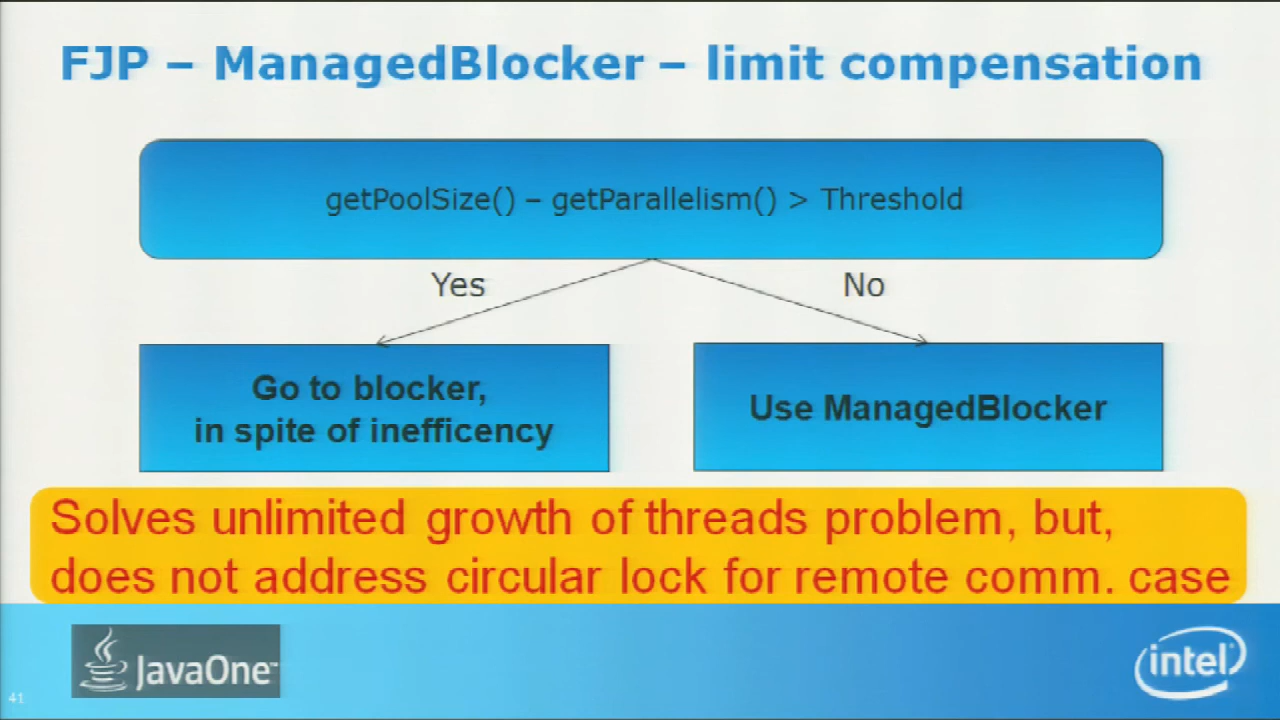 FJP – ManagedBlocker – limit compensation
getPoolSize() – getParallelism() > Threshold
Yes
No
Go to blocker,
in spite of inefficency
Use ManagedBlocker
Solves unlimited growth of threads problem, but,
does not address circular lock for remote comm. case
JavaOne™
intel
41